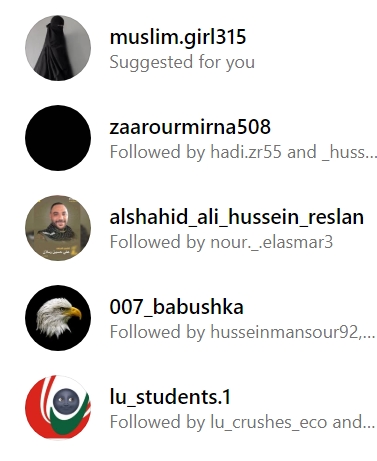 muslim.girl315
Suggested for you
zaarourmirna508
Followed by hadi.zr55 and _huss...
alshahid_ali_hussein_reslan
Followed by nour._.elasmar3
007_babushka
Followed by husseinmansour92,...
lu_students.1
Followed by lu_crushes_eco and...